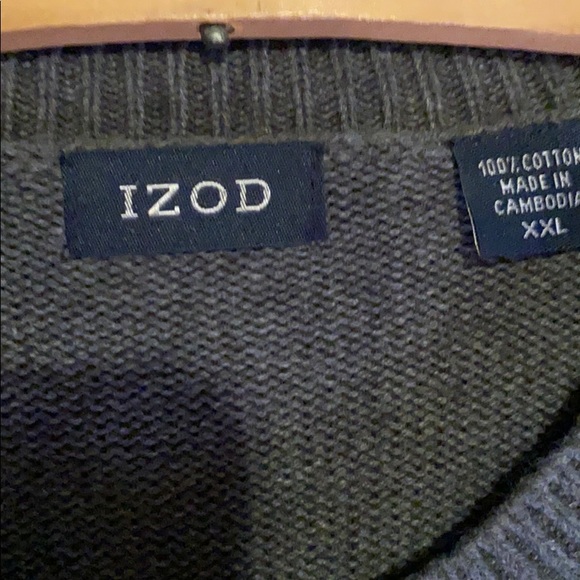 IZOD
100% COTTON
MADE IN
CAMBODIA
XXL